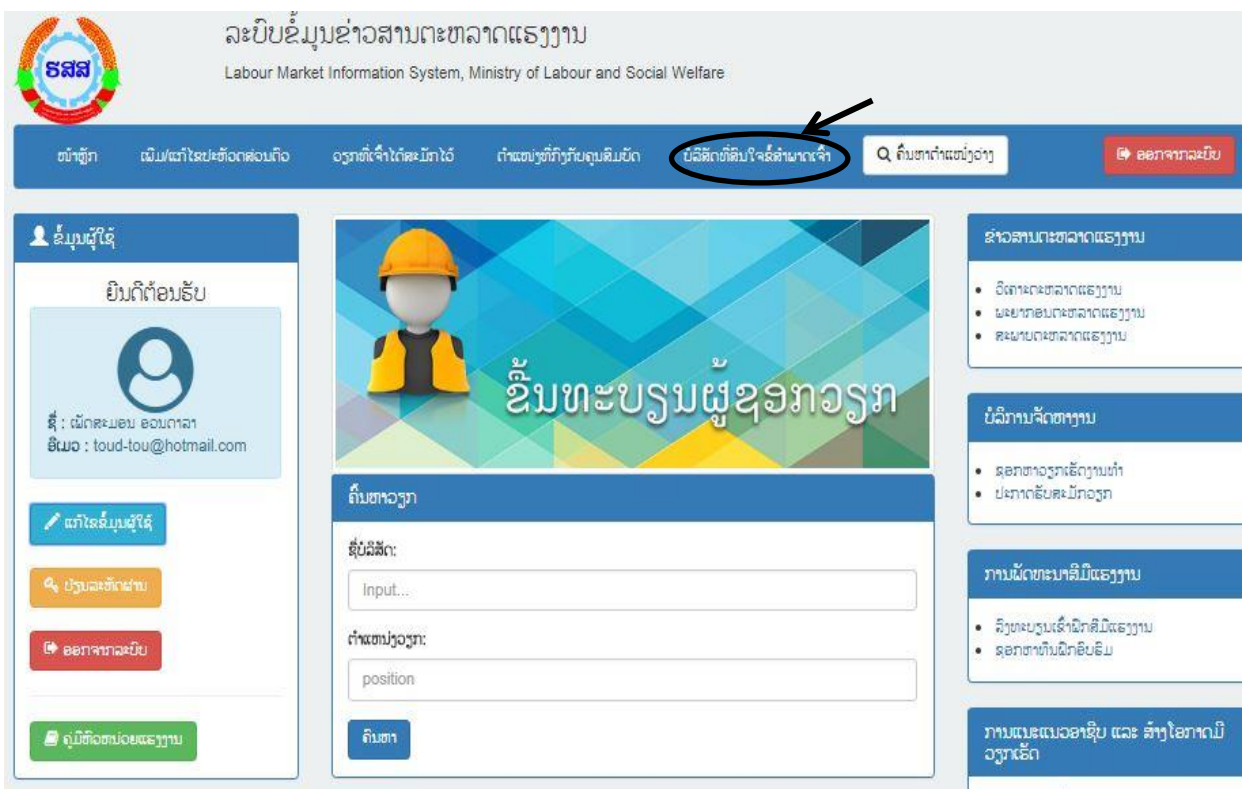 ຮສສ
ລະບົບຂໍ້ມູນຂ່າວສານຕະຫລາດແຮງງານ
Labour Market Information System, Ministry of Labour and Social Welfare
ໜ້າຫຼັກ
ເພີ່ມ/ແກ້ໄຂປະຫັວດສ່ວນຕົວ
ວຽກທີ່ເຈົ້າໄດ້ສະມັກໄວ້
ຕຳແໜ່ງທີ່ກົງກັບຄຸນສົມບັດ
ບໍລິສັດທີ່ສົນໃຈຂໍ້ສຳພາດເຈົ້າ
ຄົ້ນຫາຕຳແໜ່ງວ່າງ
ອອກຈາກລະບົບ
ຂໍ້ມູນຜູ້ໃຊ້
ຍິນດີຕ້ອນຮັບ
ຊື່ : ເພັດສະມອນ ອອນດາລາ
ອີເມວ : toud-tou@hotmail.com
ແກ້ໄຂຂໍ້ມູນຜູ້ໃຊ້
ປ່ຽນລະຫັດຜ່ານ
ອອກຈາກລະບົບ
ຄູ່ມືຫົວຫນ່ວຍແຮງງານ
ຂຶ້ນທະບຽນຜູ້ຊອກວຽກ
ຄົ້ນຫາວຽກ
ຊື່ບໍລິສັດ:
Input...
ຕຳແຫນ່ງວຽກ:
position
ຄົນຫາ
ຂ່າວສານຕະຫລາດແຮງງານ
ວິເຄາະຕະຫລາດແຮງງານ
ພະຍາກອນຕະຫລາດແຮງງານ
ສະພາບຕະຫລາດແຮງງານ
ບໍລິການຈັດຫາງານ
ຊອກຫາວຽກເຮັດງານທຳ
ປະກາດຮັບສະມັກວຽກ
ການພັດທະນາສີມືແຮງງານ
ລົງທະບຽນເຂົ້າຝຶກສີມືແຮງງານ
ຊອກຫາທຶນຝຶກອົບຮົມ
ການແນະແນວອາຊີບ ແລະ ສ້າງໂອກາດມີ
ວຽກເຮັດ